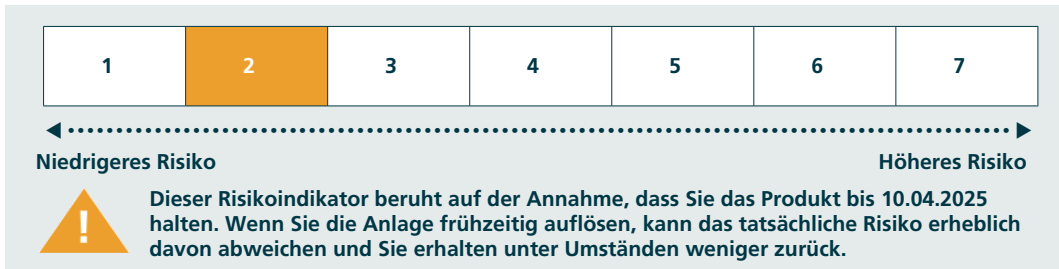 1 2 3 4 5 6 7
Niedrigeres Risiko Höheres Risiko
! Dieser Risikoindikator beruht auf der Annahme, dass Sie das Produkt bis 10.04.2025
halten. Wenn Sie die Anlage frühzeitig auflösen, kann das tatsächliche Risiko erheblich
davon abweichen und Sie erhalten unter Umständen weniger zurück.